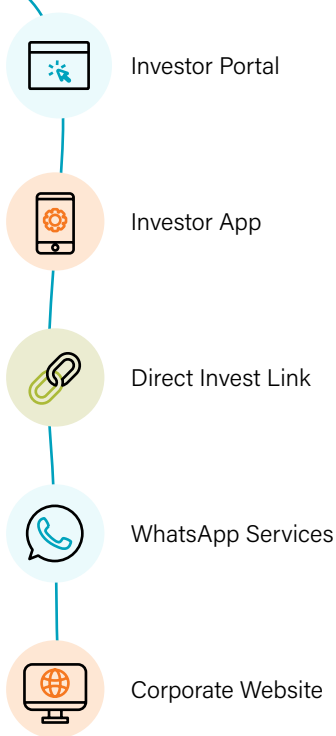 Investor Portal
Investor App
Direct Invest Link
WhatsApp Services
Corporate Website